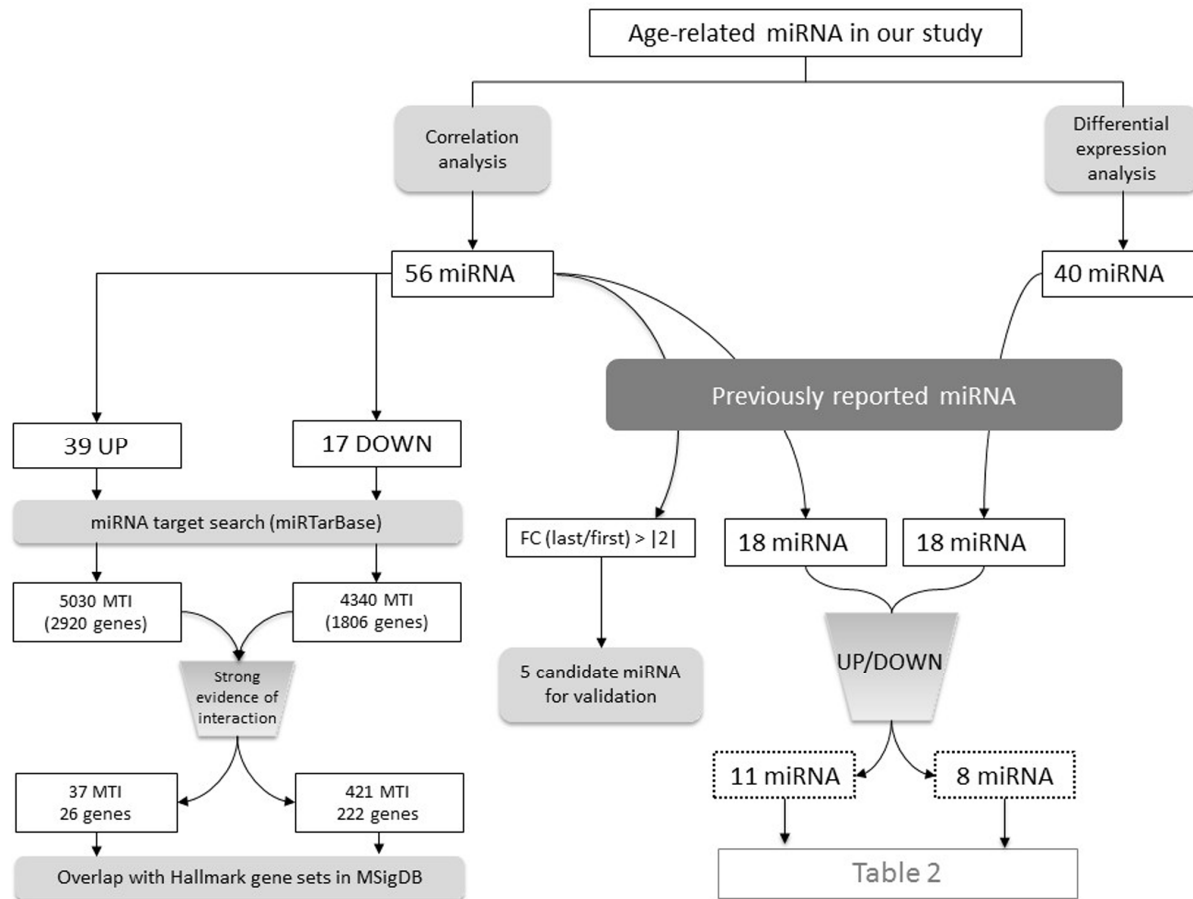 Age-related miRNA in our study
Correlation
analysis
Differential
expression
analysis
56 miRNA
40 miRNA
Previously reported miRNA
39 UP
17 DOWN
miRNA target search (miRTarBase)
FC (last/first) > |2|
18 miRNA
18 miRNA
5030 MTI
(2920 genes)
4340 MTI
(1806 genes)
Strong
evidence of
interaction
5 candidate miRNA
for validation
UP/DOWN
37 MTI
26 genes
421 MTI
222 genes
11 miRNA
8 miRNA
Overlap with Hallmark gene sets in MSigDB
Table 2